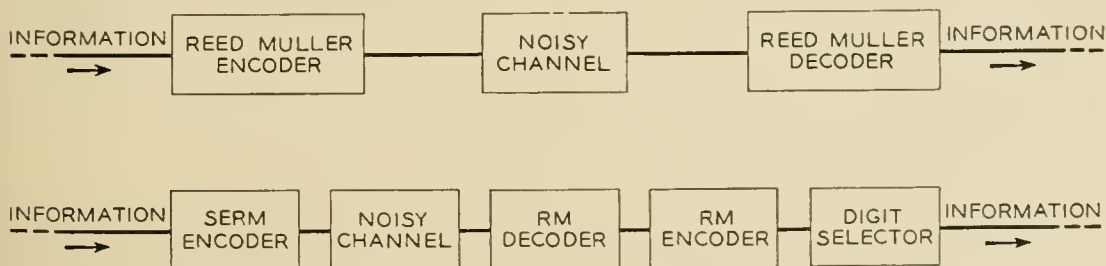 INFORMATION
REED MULLER
ENCODER
NOISY
CHANNEL
REED MULLER
DECODER
INFORMATION
INFORMATION
SERM
ENCODER
NOISY
CHANNEL
RM
DECODER
RM
ENCODER
DIGIT
SELECTOR
INFORMATION